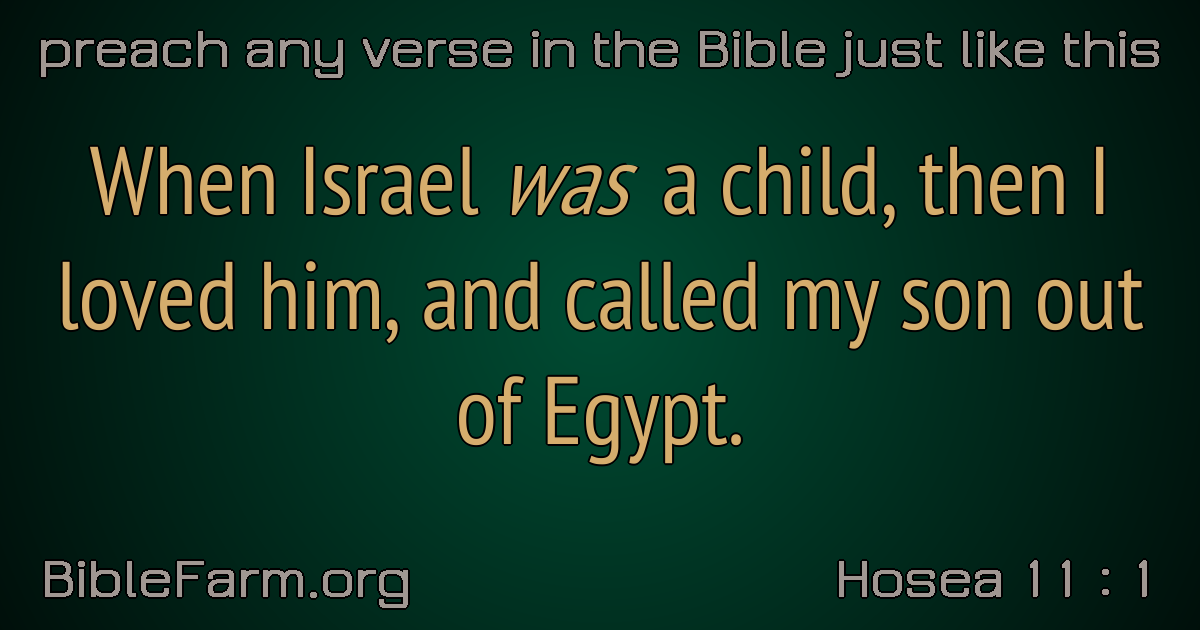 preach any verse in the Bible just like this
When Israel was a child, then I
loved him, and called my son out
of Egypt.
BibleFarm.org
Hosea 11 : 1